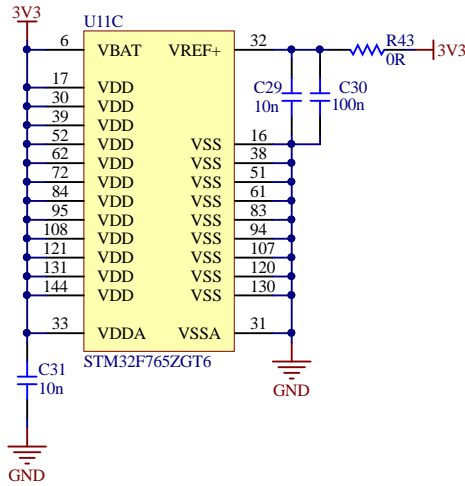 3V3
U11C
6 VBAT VREF+ 32
R43
0R
3V3
17 VDD
30 VDD
39 VDD
C29
10n
C30
100n
52 VDD VSS 16
62 VDD VSS 38
72 VDD VSS 51
84 VDD VSS 61
95 VDD VSS 83
108 VDD VSS 94
121 VDD VSS 107
131 VDD VSS 120
144 VDD VSS 130
33 VDDA VSSA 31
STM32F765ZGT6
C31
10n
GND
GND